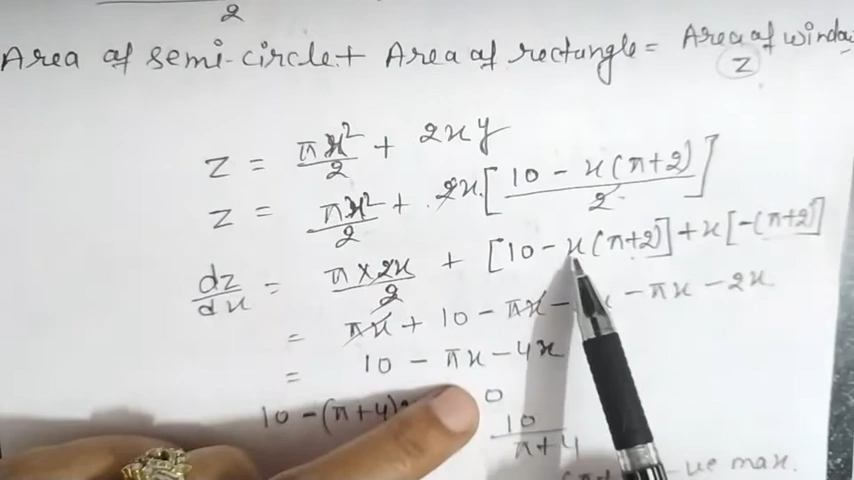 2
Area of semi-circle + Area of rectangle = Area of window
z
z = πx²/2 + 2xy
z = πx²/2 + 2x[10 - x(π+2)/2]
dz/dx = π×2x/2 + [10 - x(π+2)] + x[-(π+2)]
= πx + 10 - πx - x - πx - 2x
= 10 - πx - 4x
10 - (π+4) 0
10/π+4
-ve max.